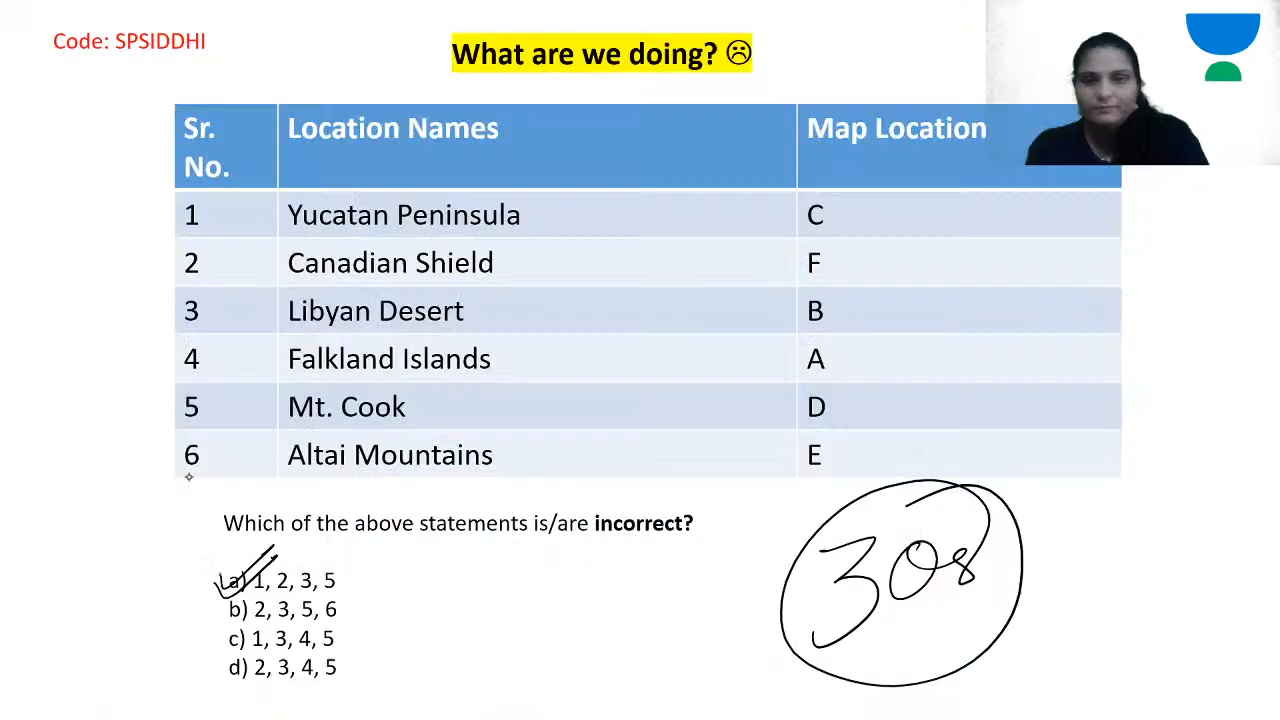 Code: SPSIDDHI
What are we doing? ☹
Sr. No. Location Names Map Location
1 Yucatan Peninsula C
2 Canadian Shield F
3 Libyan Desert B
4 Falkland Islands A
5 Mt. Cook D
6 Altai Mountains E
Which of the above statements is/are incorrect?
a) 1, 2, 3, 5
b) 2, 3, 5, 6
c) 1, 3, 4, 5
d) 2, 3, 4, 5